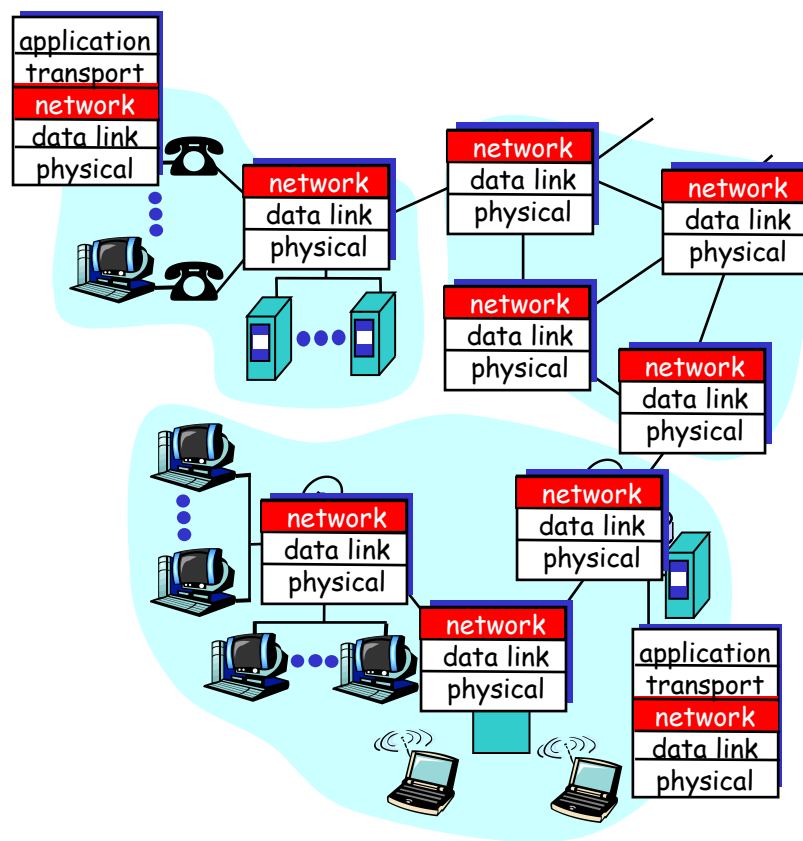 application
transport
network
data link
physical
network
data link
physical
network
data link
physical
network
data link
physical
network
data link
physical
network
data link
physical
network
data link
physical
network
data link
physical
network
data link
physical
application
transport
network
data link
physical